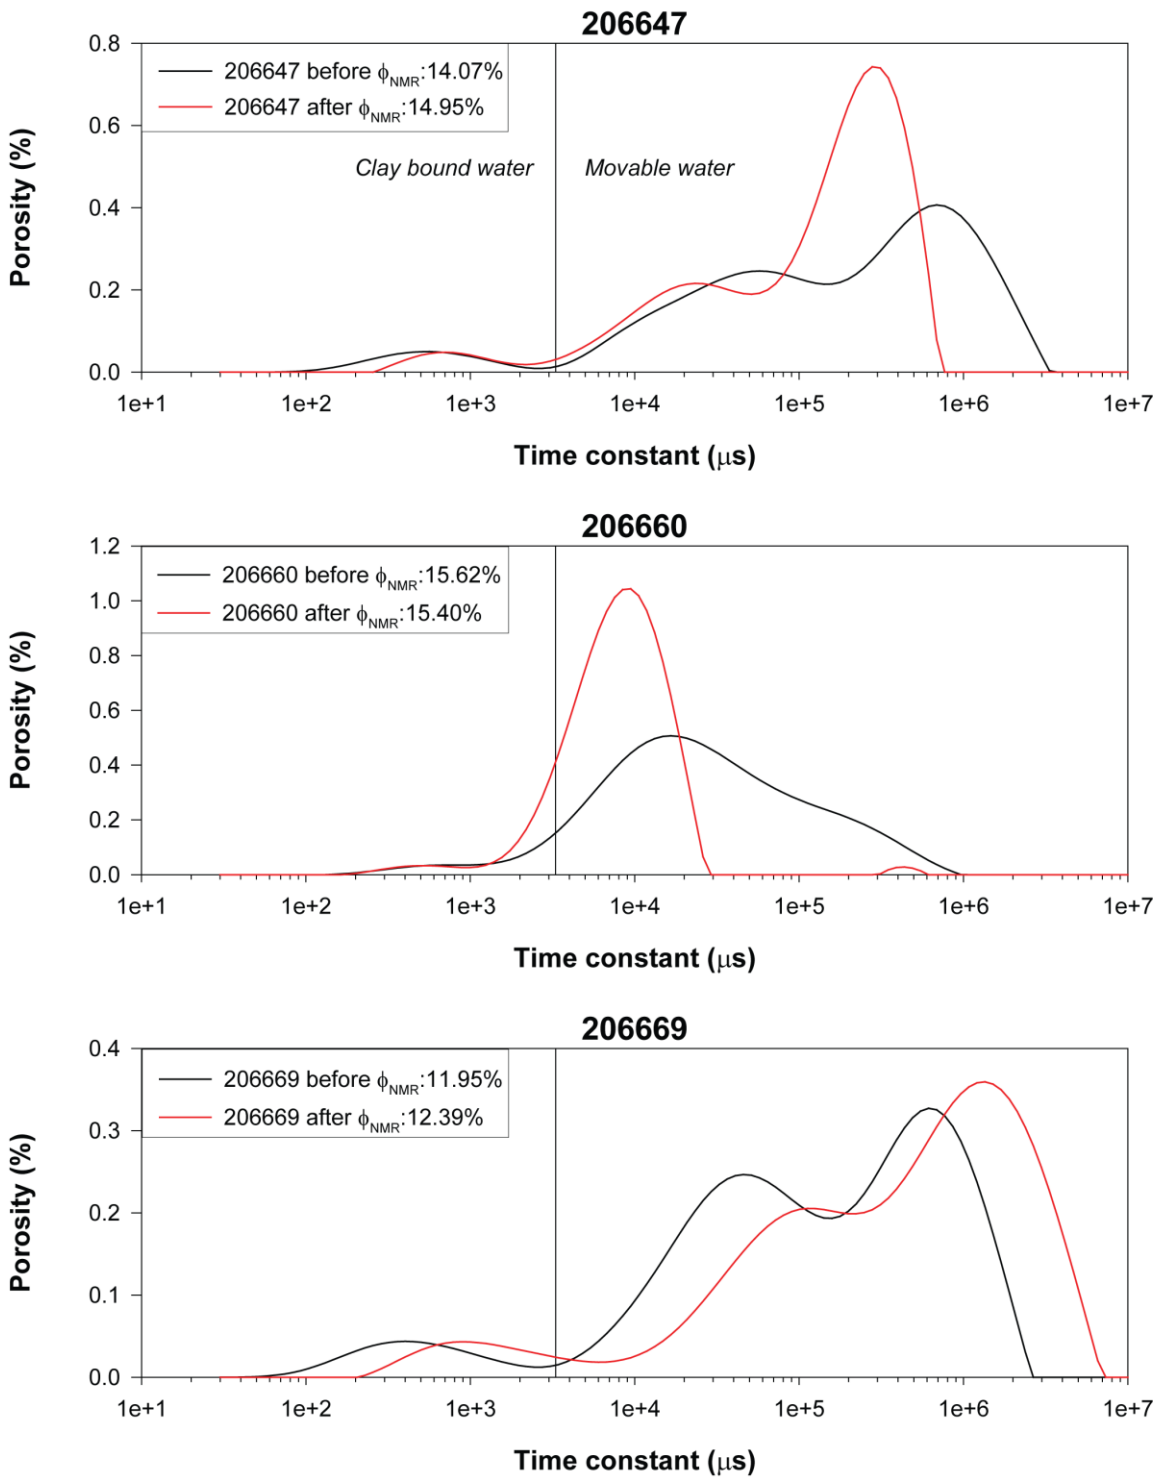 206647
0.8
0.6
0.4
0.2
0.0
Porosity (%)
206647 before ϕNMR:14.07%
206647 after ϕNMR:14.95%
Clay bound water
Movable water
1e+1 1e+2 1e+3 1e+4 1e+5 1e+6 1e+7
Time constant (μs)
206660
1.2
1.0
0.8
0.6
0.4
0.2
0.0
Porosity (%)
206660 before ϕNMR:15.62%
206660 after ϕNMR:15.40%
1e+1 1e+2 1e+3 1e+4 1e+5 1e+6 1e+7
Time constant (μs)
206669
0.4
0.3
0.2
0.1
0.0
Porosity (%)
206669 before ϕNMR:11.95%
206669 after ϕNMR:12.39%
1e+1 1e+2 1e+3 1e+4 1e+5 1e+6 1e+7
Time constant (μs)